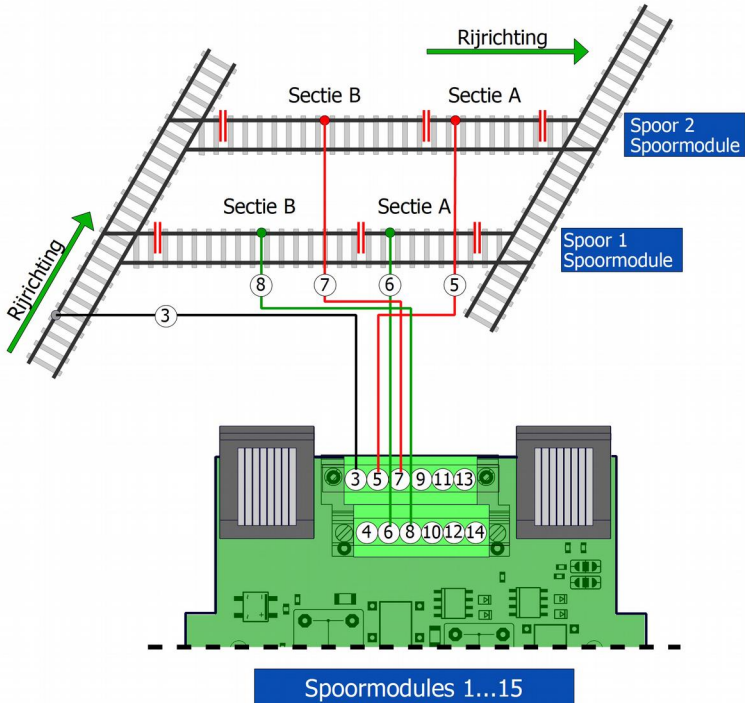 Rijrichting
Sectie B
Sectie A
Spoor 2
Spoormodule
Sectie B
Sectie A
Spoor 1
Spoormodule
Rijrichting
8
7
6
5
3
3 5 7 9 11 13
4 6 8 10 12 14
Spoormodules 1...15